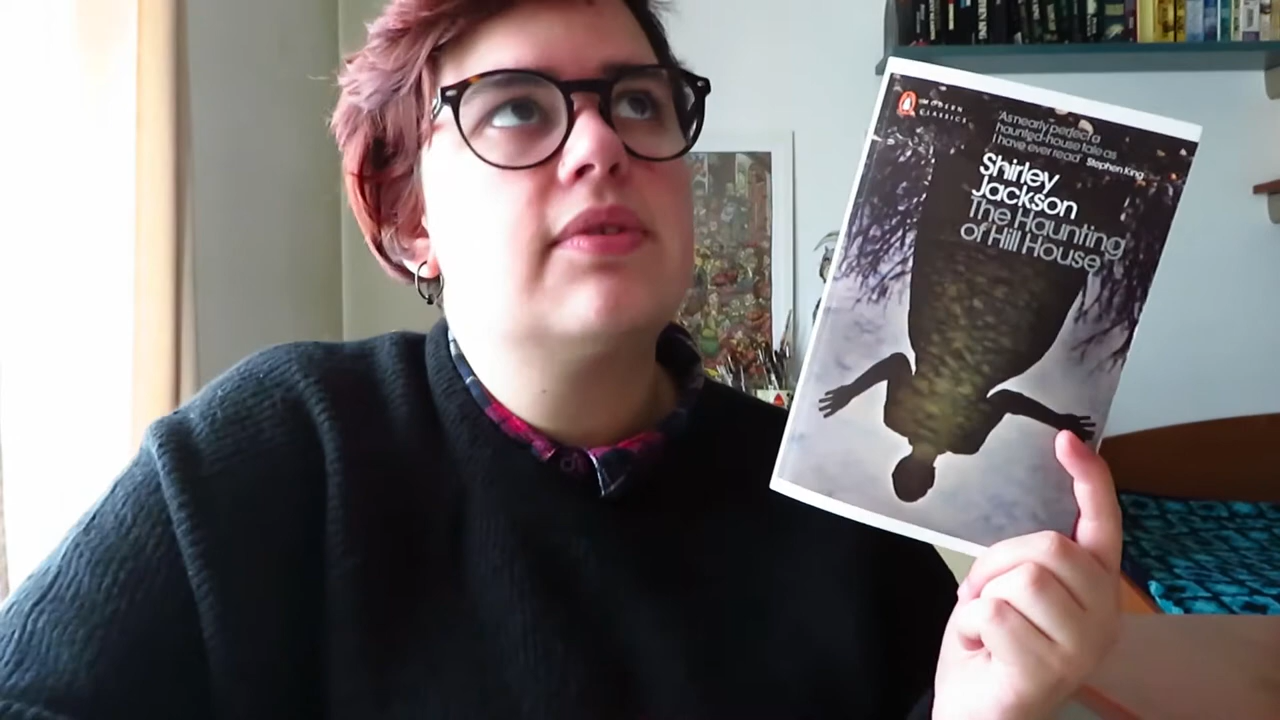 MODERN
CLASSICS
'As nearly perfect a
haunted-house tale as
I have ever read' Stephen King
Shirley
Jackson
The Haunting
of Hill House